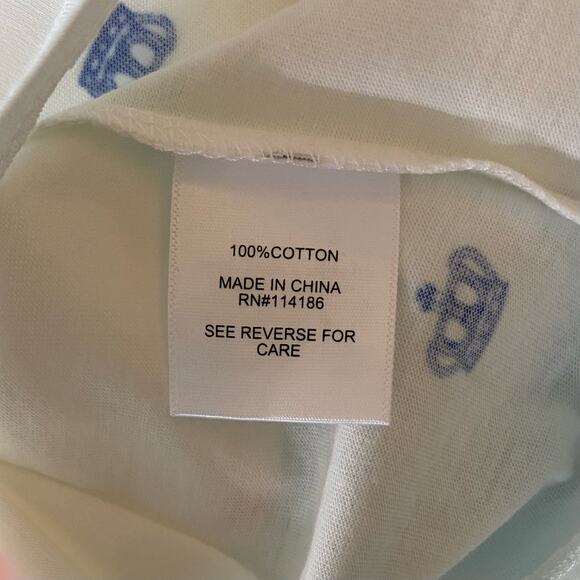 100%COTTON
MADE IN CHINA
RN#114186
SEE REVERSE FOR
CARE